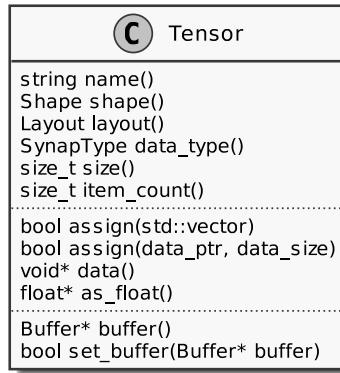 C Tensor
string name()
Shape shape()
Layout layout()
SynapType data_type()
size_t size()
size_t item_count()
bool assign(std::vector)
bool assign(data_ptr, data_size)
void* data()
float* as_float()
Buffer* buffer()
bool set_buffer(Buffer* buffer)